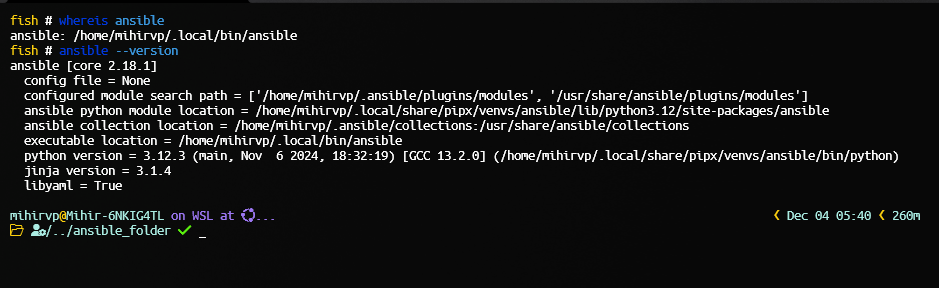 fish # whereis ansible
ansible: /home/mihirvp/.local/bin/ansible
fish # ansible --version
ansible [core 2.18.1]
  config file = None
  configured module search path = ['/home/mihirvp/.ansible/plugins/modules', '/usr/share/ansible/plugins/modules']
  ansible python module location = /home/mihirvp/.local/share/pipx/venvs/ansible/lib/python3.12/site-packages/ansible
  ansible collection location = /home/mihirvp/.ansible/collections:/usr/share/ansible/collections
  executable location = /home/mihirvp/.local/bin/ansible
  python version = 3.12.3 (main, Nov  6 2024, 18:32:19) [GCC 13.2.0] (/home/mihirvp/.local/share/pipx/venvs/ansible/bin/python)
  jinja version = 3.1.4
  libyaml = True
mihirvp@Mihir-6NKIG4TL on WSL at ... ❮ Dec 04 05:40 ❮ 260m
/../ansible_folder ✔ _